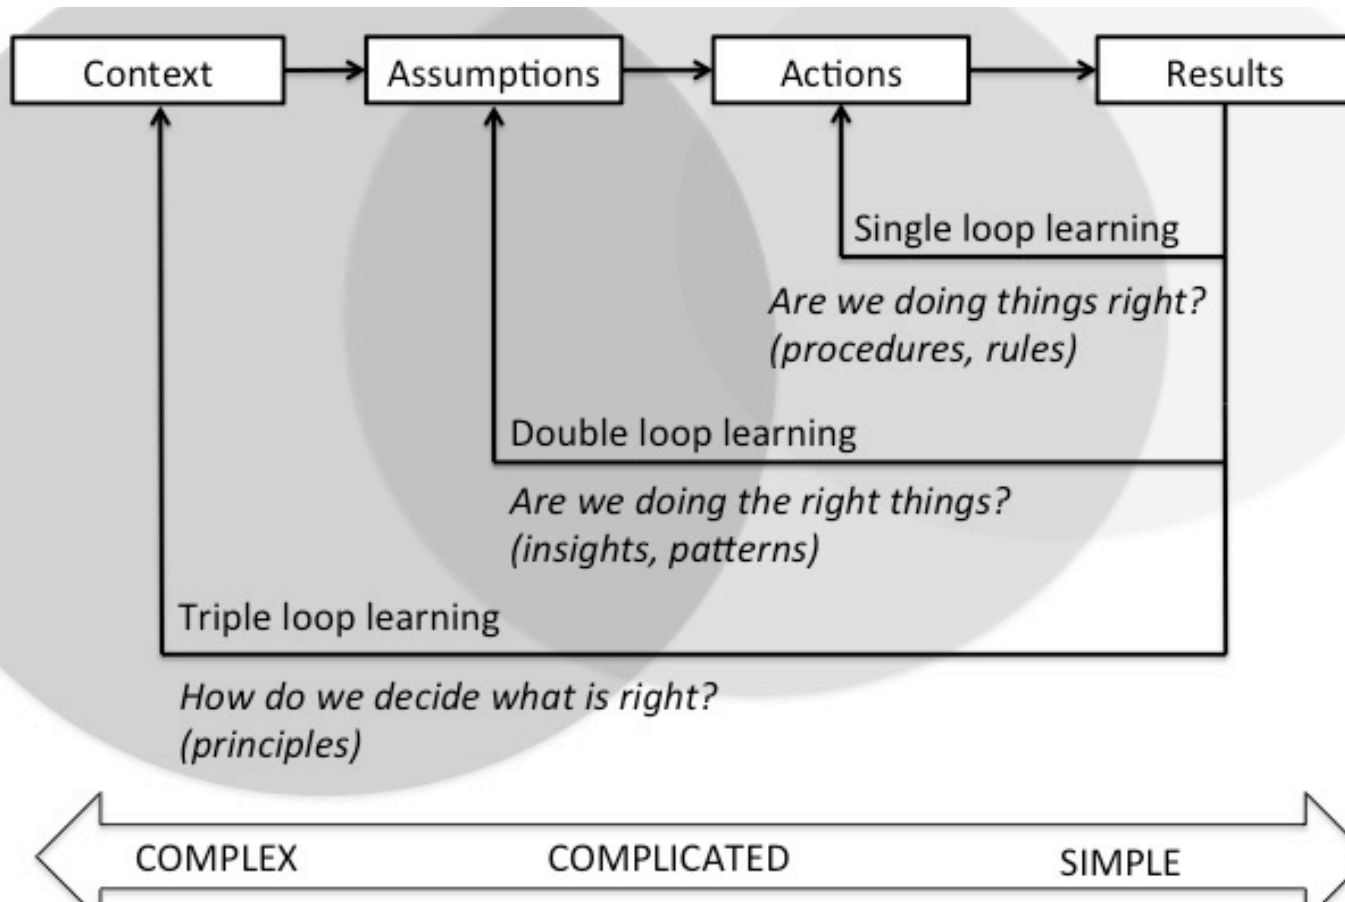 Context
Assumptions
Actions
Results
Single loop learning
Are we doing things right?
(procedures, rules)
Double loop learning
Are we doing the right things?
(insights, patterns)
Triple loop learning
How do we decide what is right?
(principles)
COMPLEX
COMPLICATED
SIMPLE